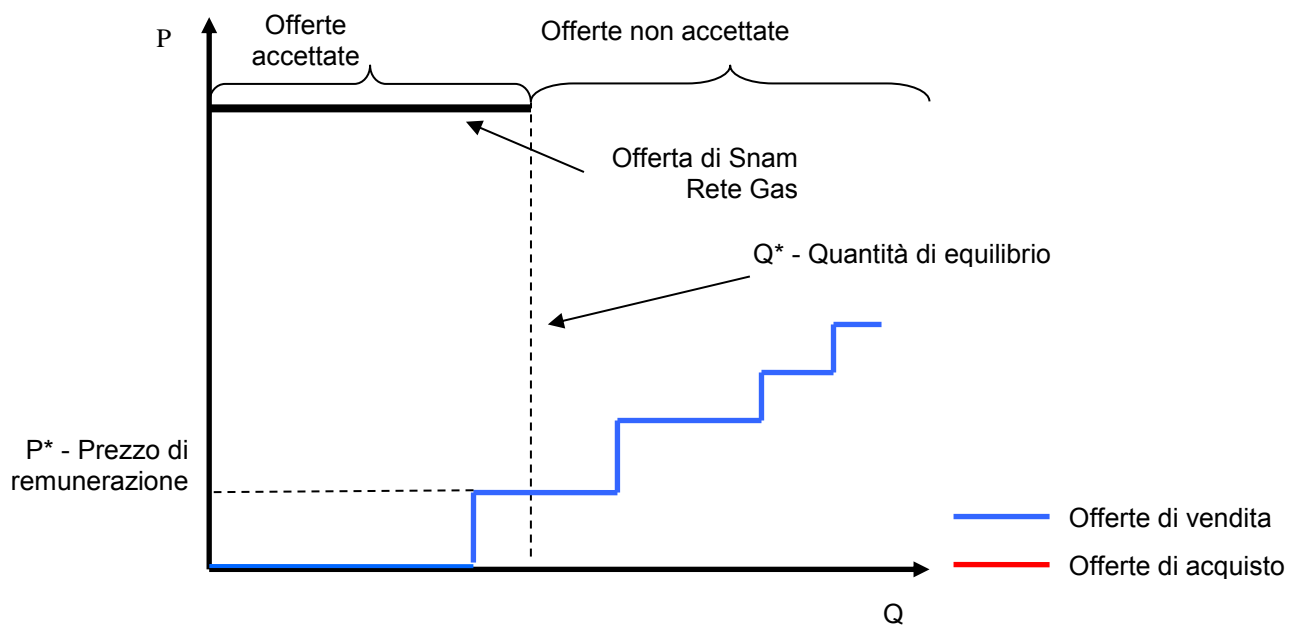 P
Offerte
accettate
Offerte non accettate
Offerta di Snam
Rete Gas
Q* - Quantità di equilibrio
P* - Prezzo di
remunerazione
Offerte di vendita
Offerte di acquisto
Q